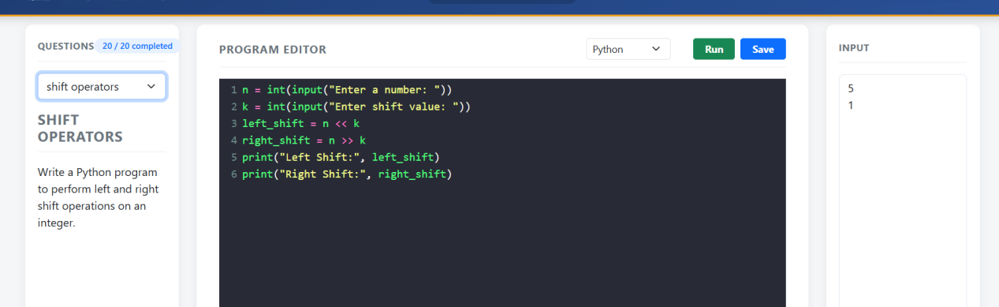 QUESTIONS 20 / 20 completed
shift operators
SHIFT
OPERATORS
Write a Python program
to perform left and right
shift operations on an
integer.
PROGRAM EDITOR
Python
Run
Save
1 n = int(input("Enter a number: "))
2 k = int(input("Enter shift value: "))
3 left_shift = n << k
4 right_shift = n >> k
5 print("Left Shift:", left_shift)
6 print("Right Shift:", right_shift)
INPUT
5
1